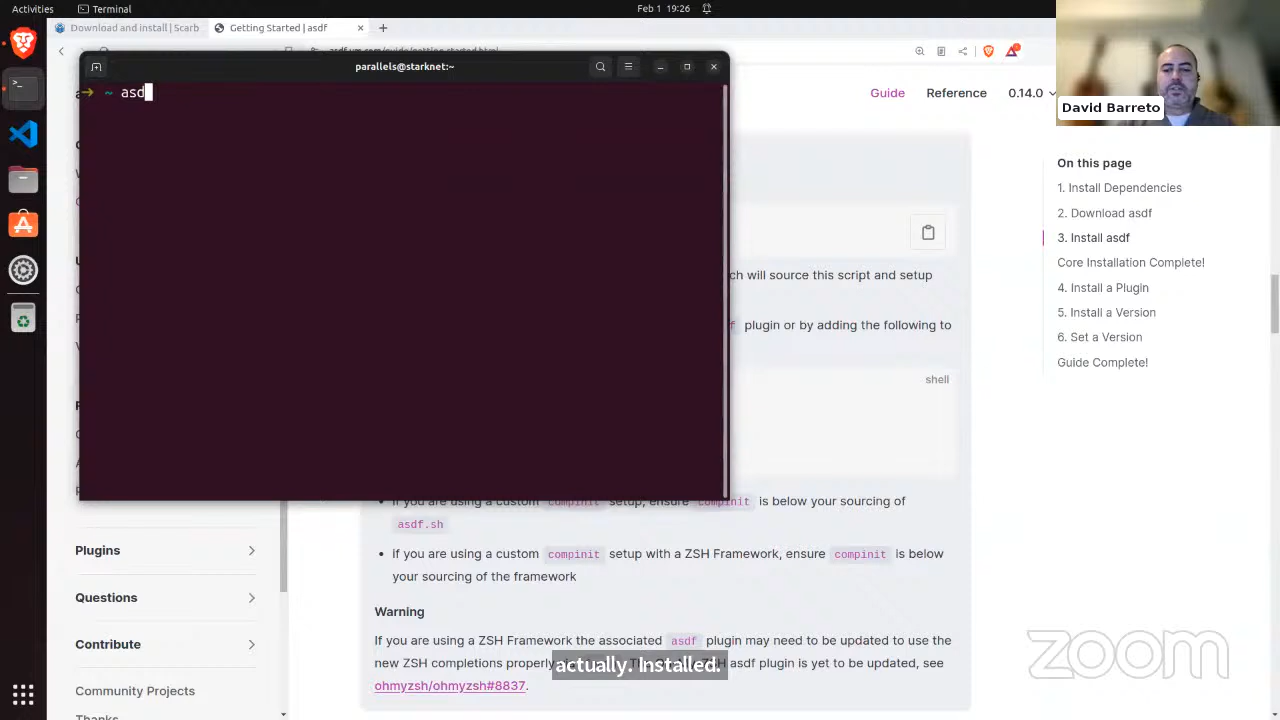 Activities
Terminal
Feb 1 19:26
Download and install | Scarb
Getting Started | asdf
parallels@starknet:~
~ asd
Guide
Reference
0.14.0
David Barreto
ch will source this script and setup
f plugin or by adding the following to
shell
If you are using a custom compinit setup, ensure compinit is below your sourcing of
asdf.sh
if you are using a custom compinit setup with a ZSH Framework, ensure compinit is below
your sourcing of the framework
Warning
If you are using a ZSH Framework the associated asdf plugin may need to be updated to use the
new ZSH completions properly
asdf plugin is yet to be updated, see
ohmyzsh/ohmyzsh#8837.
On this page
1. Install Dependencies
2. Download asdf
3. Install asdf
Core Installation Complete!
4. Install a Plugin
5. Install a Version
6. Set a Version
Guide Complete!
Plugins
Questions
Contribute
Community Projects
Thanks
actually. Installed.
zoom